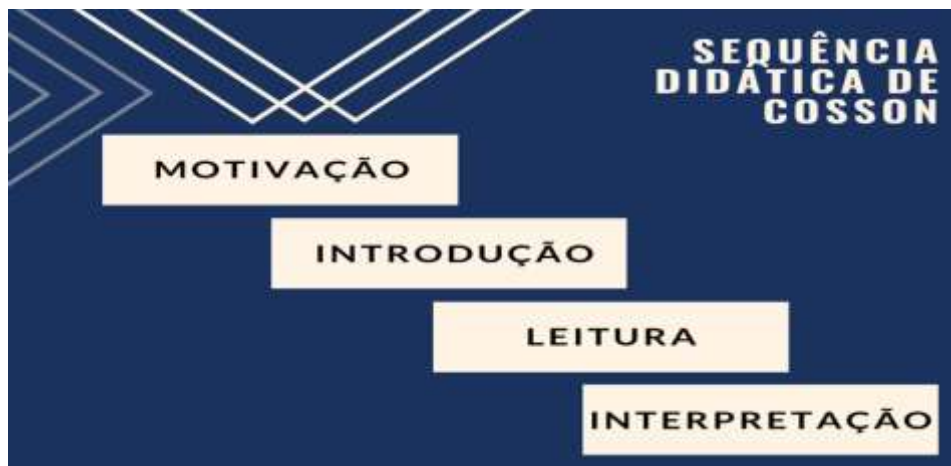 SEQUÊNCIA
DIDÁTICA DE
COSSON
MOTIVAÇÃO
INTRODUÇÃO
LEITURA
INTERPRETAÇÃO